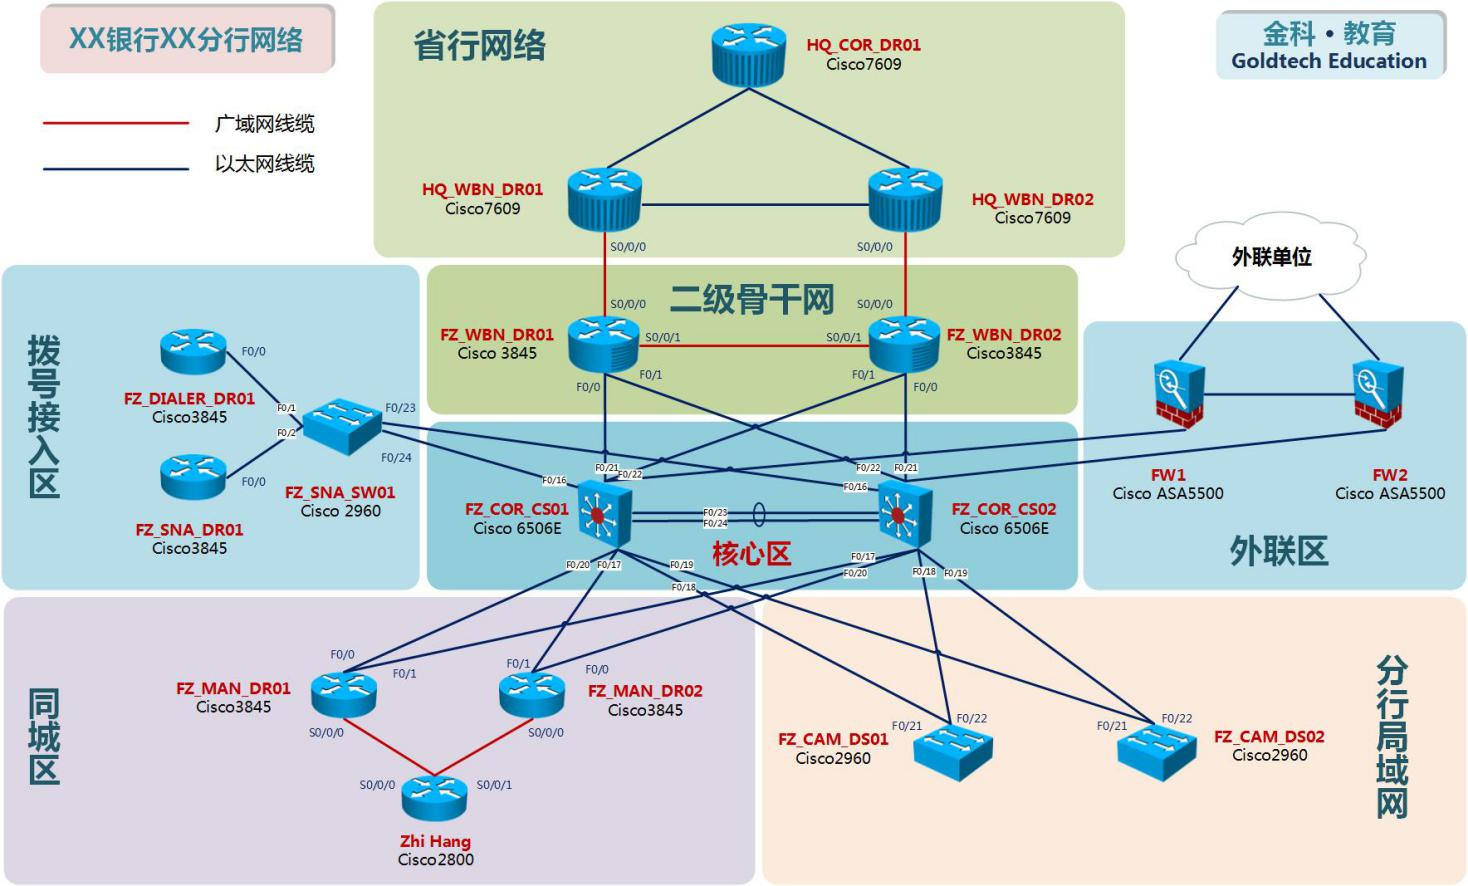 XX银行XX分行网络
广域网线缆
以太网线缆
省行网络
HQ_COR_DR01
Cisco7609
金科·教育
Goldtech Education
HQ_WBN_DR01
Cisco7609
HQ_WBN_DR02
Cisco7609
S0/0/0
S0/0/0
外联单位
二级骨干网
S0/0/0
S0/0/0
FZ_WBN_DR01
Cisco 3845
S0/0/1
S0/0/1
FZ_WBN_DR02
Cisco3845
F0/0
F0/1
F0/1
F0/0
拨号接入区
F0/0
FZ_DIALER_DR01
Cisco3845
F0/1
F0/2
F0/23
F0/24
F0/0
FZ_SNA_SW01
Cisco 2960
FZ_SNA_DR01
Cisco3845
F0/21
F0/22
F0/16
F0/22
F0/21
F0/16
FZ_COR_CS01
Cisco 6506E
F0/23
F0/24
FZ_COR_CS02
Cisco 6506E
核心区
FW1
Cisco ASA5500
FW2
Cisco ASA5500
外联区
F0/20
F0/17
F0/19
F0/18
F0/17
F0/20
F0/18
F0/19
同城区
F0/0
F0/1
FZ_MAN_DR01
Cisco3845
F0/1
F0/0
FZ_MAN_DR02
Cisco3845
S0/0/0
S0/0/0
S0/0/0
S0/0/1
Zhi Hang
Cisco2800
分行局域网
F0/21
F0/22
FZ_CAM_DS01
Cisco2960
F0/21
F0/22
FZ_CAM_DS02
Cisco2960